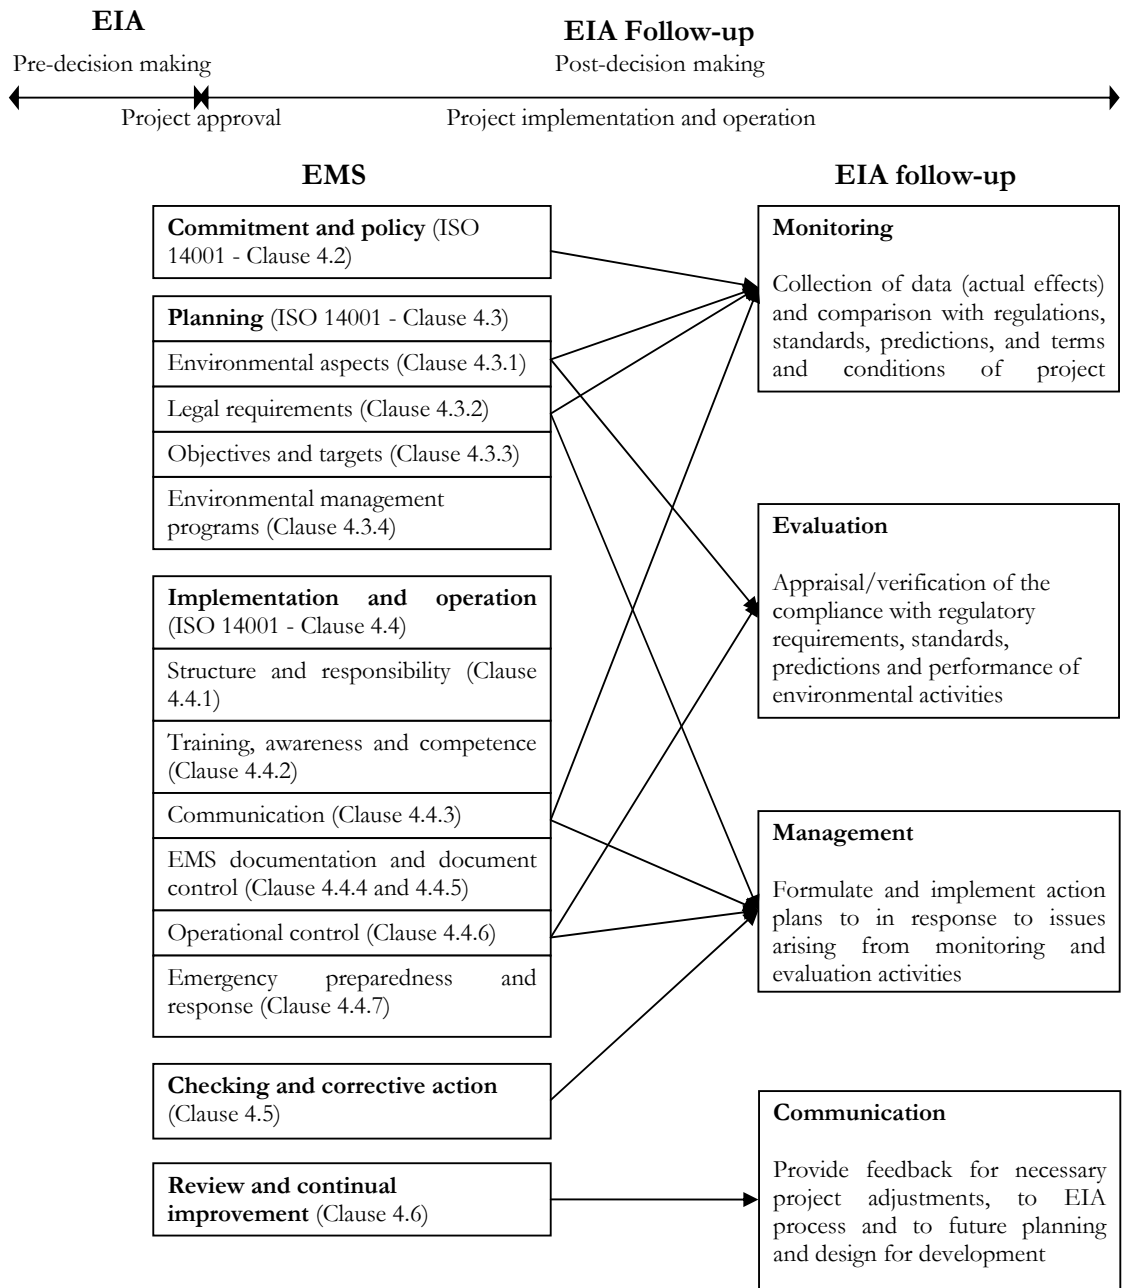 EIA
EIA Follow-up
Pre-decision making
Post-decision making
Project approval
Project implementation and operation
EMS
EIA follow-up
Commitment and policy (ISO
14001 - Clause 4.2)
Planning (ISO 14001 - Clause 4.3)
Environmental aspects (Clause 4.3.1)
Legal requirements (Clause 4.3.2)
Objectives and targets (Clause 4.3.3)
Environmental management
programs (Clause 4.3.4)
Implementation and operation
(ISO 14001 - Clause 4.4)
Structure and responsibility (Clause
4.4.1)
Training, awareness and competence
(Clause 4.4.2)
Communication (Clause 4.4.3)
EMS documentation and document
control (Clause 4.4.4 and 4.4.5)
Operational control (Clause 4.4.6)
Emergency preparedness and
response (Clause 4.4.7)
Checking and corrective action
(Clause 4.5)
Review and continual
improvement (Clause 4.6)
Monitoring
Collection of data (actual effects)
and comparison with regulations,
standards, predictions, and terms
and conditions of project
Evaluation
Appraisal/verification of the
compliance with regulatory
requirements, standards,
predictions and performance of
environmental activities
Management
Formulate and implement action
plans to in response to issues
arising from monitoring and
evaluation activities
Communication
Provide feedback for necessary
project adjustments, to EIA
process and to future planning
and design for development